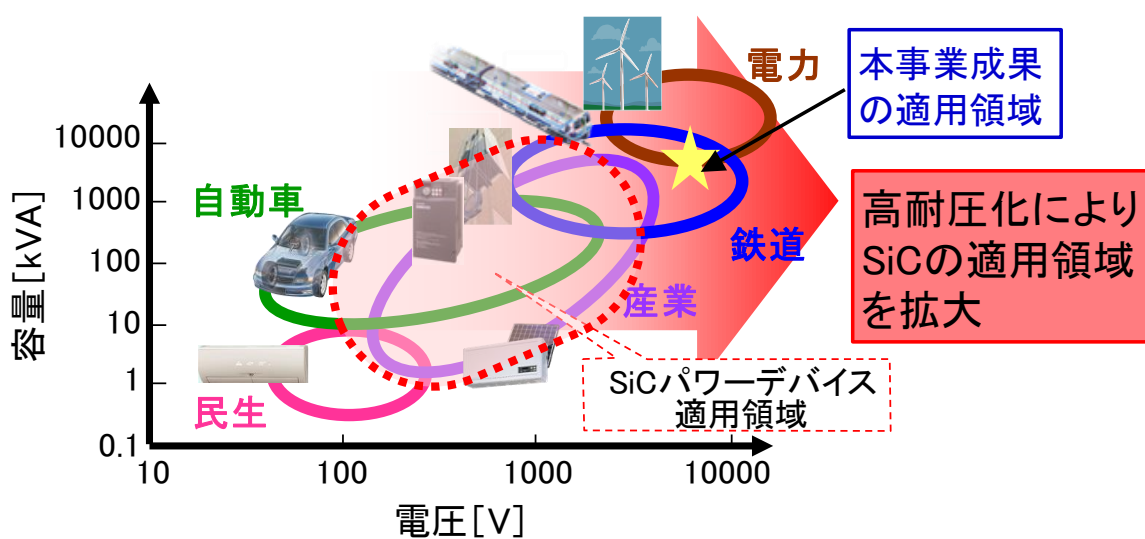 電力
本事業成果
の適用領域
10000
1000
100
10
1
0.1
容量[kVA]
自動車
鉄道
高耐圧化により
SiCの適用領域
を拡大
産業
SiCパワーデバイス
適用領域
民生
10
100
1000
10000
電圧[V]